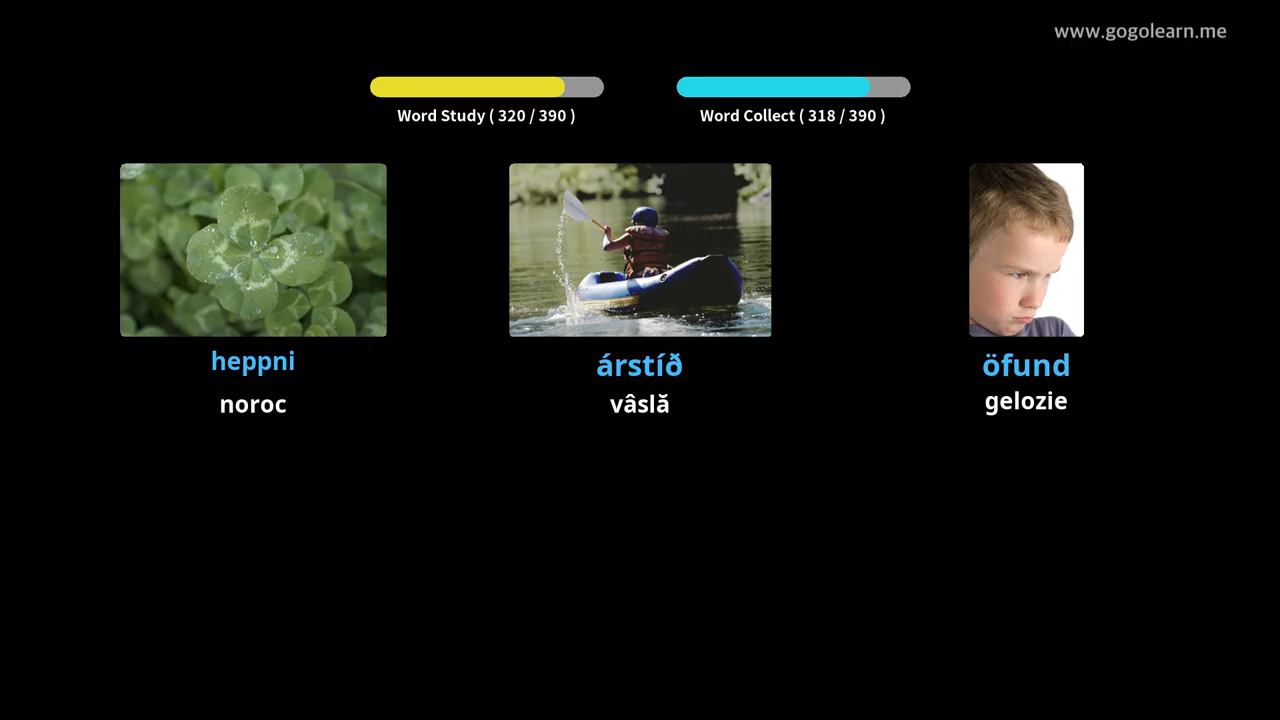 www.gogolearn.me
Word Study ( 320 / 390 )
Word Collect ( 318 / 390 )
heppni
árstíð
öfund
noroc
vâslă
gelozie